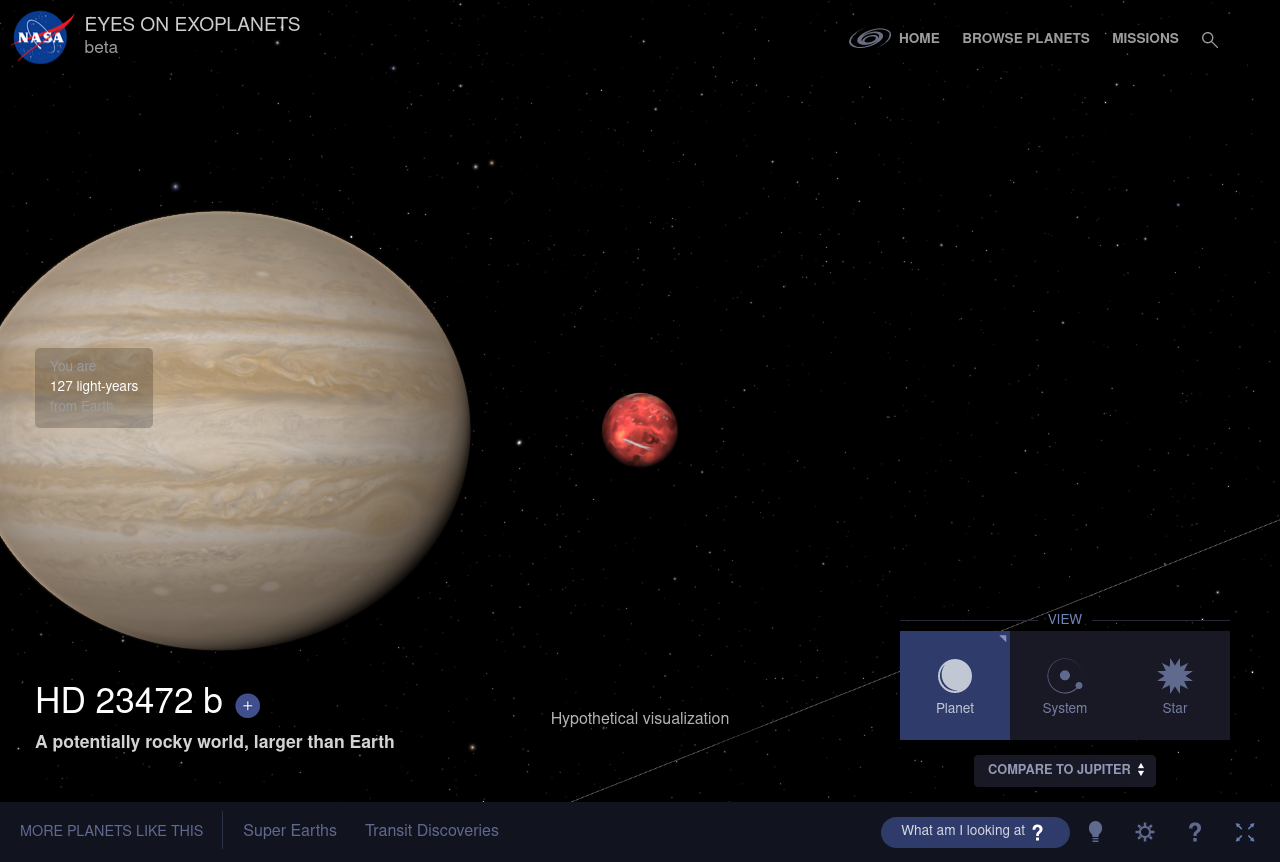 NASA
EYES ON EXOPLANETS
beta
HOME
BROWSE PLANETS
MISSIONS
You are
127 light-years
from Earth
HD 23472 b +
A potentially rocky world, larger than Earth
Hypothetical visualization
VIEW
Planet
System
Star
COMPARE TO JUPITER
MORE PLANETS LIKE THIS
Super Earths
Transit Discoveries
What am I looking at ?
?